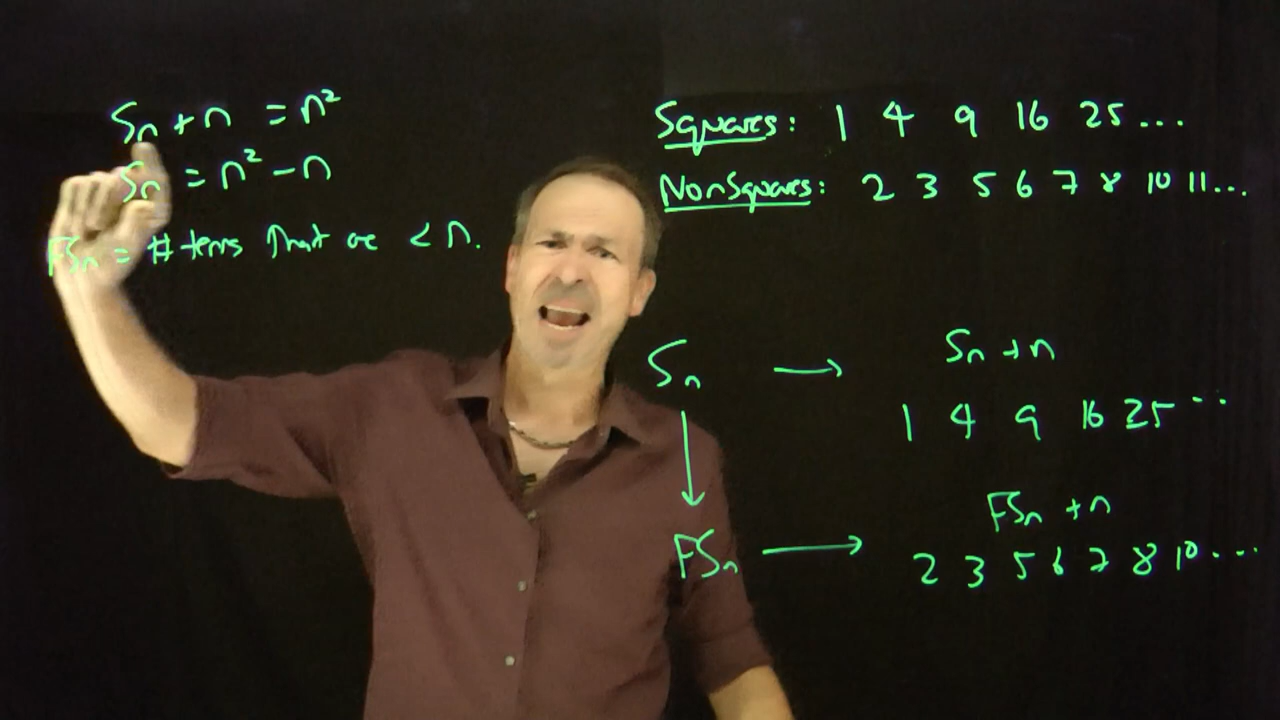 Sn + n = n²
Sn = n² - n
FSn = # terms that are < n.
Squares: 1 4 9 16 25 ...
NonSquares: 2 3 5 6 7 8 10 11...
Sn → Sn + n
1 4 9 16 25 ...
↓
FSn → FSn + n
2 3 5 6 7 8 10 ...